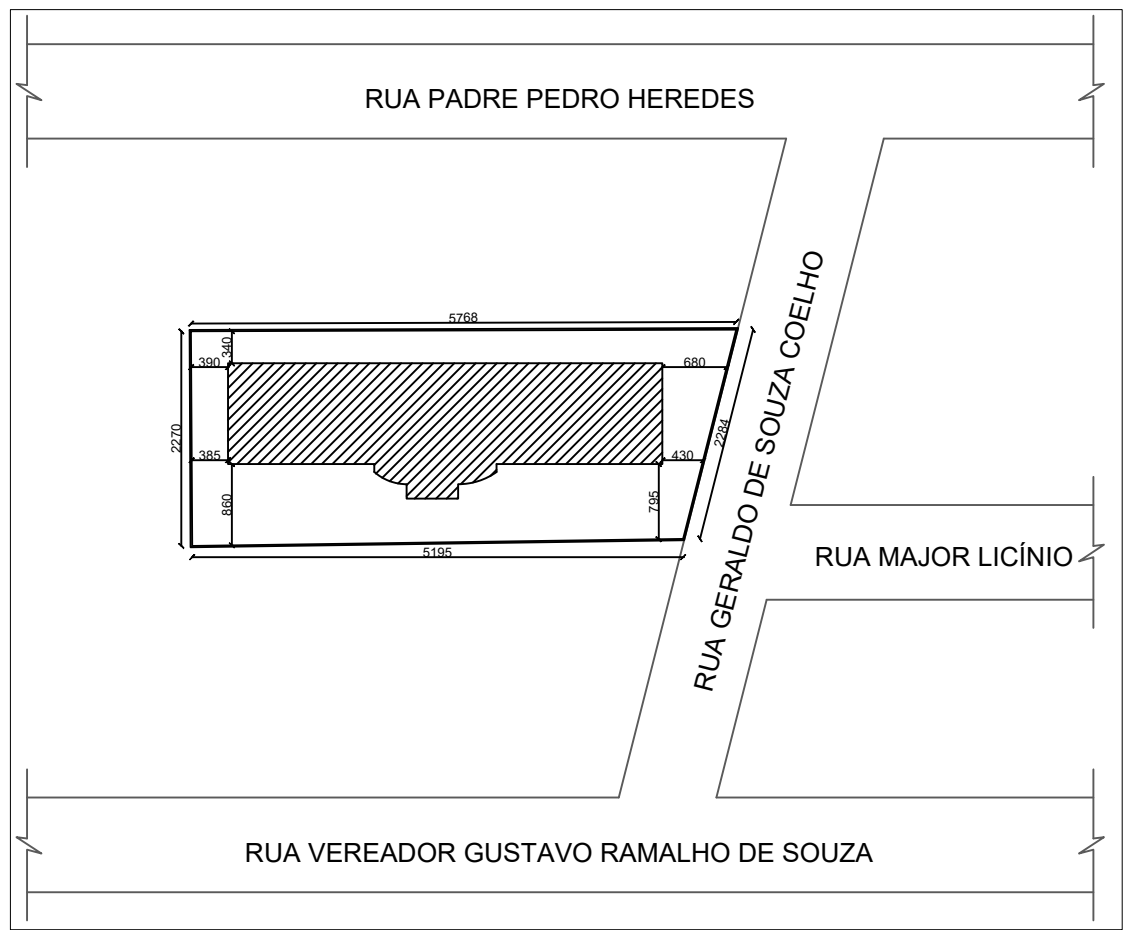 RUA PADRE PEDRO HEREDES
5768
340
390
680
2270
2284
385
430
860
795
5195
RUA GERALDO DE SOUZA COELHO
RUA MAJOR LICÍNIO
RUA VEREADOR GUSTAVO RAMALHO DE SOUZA